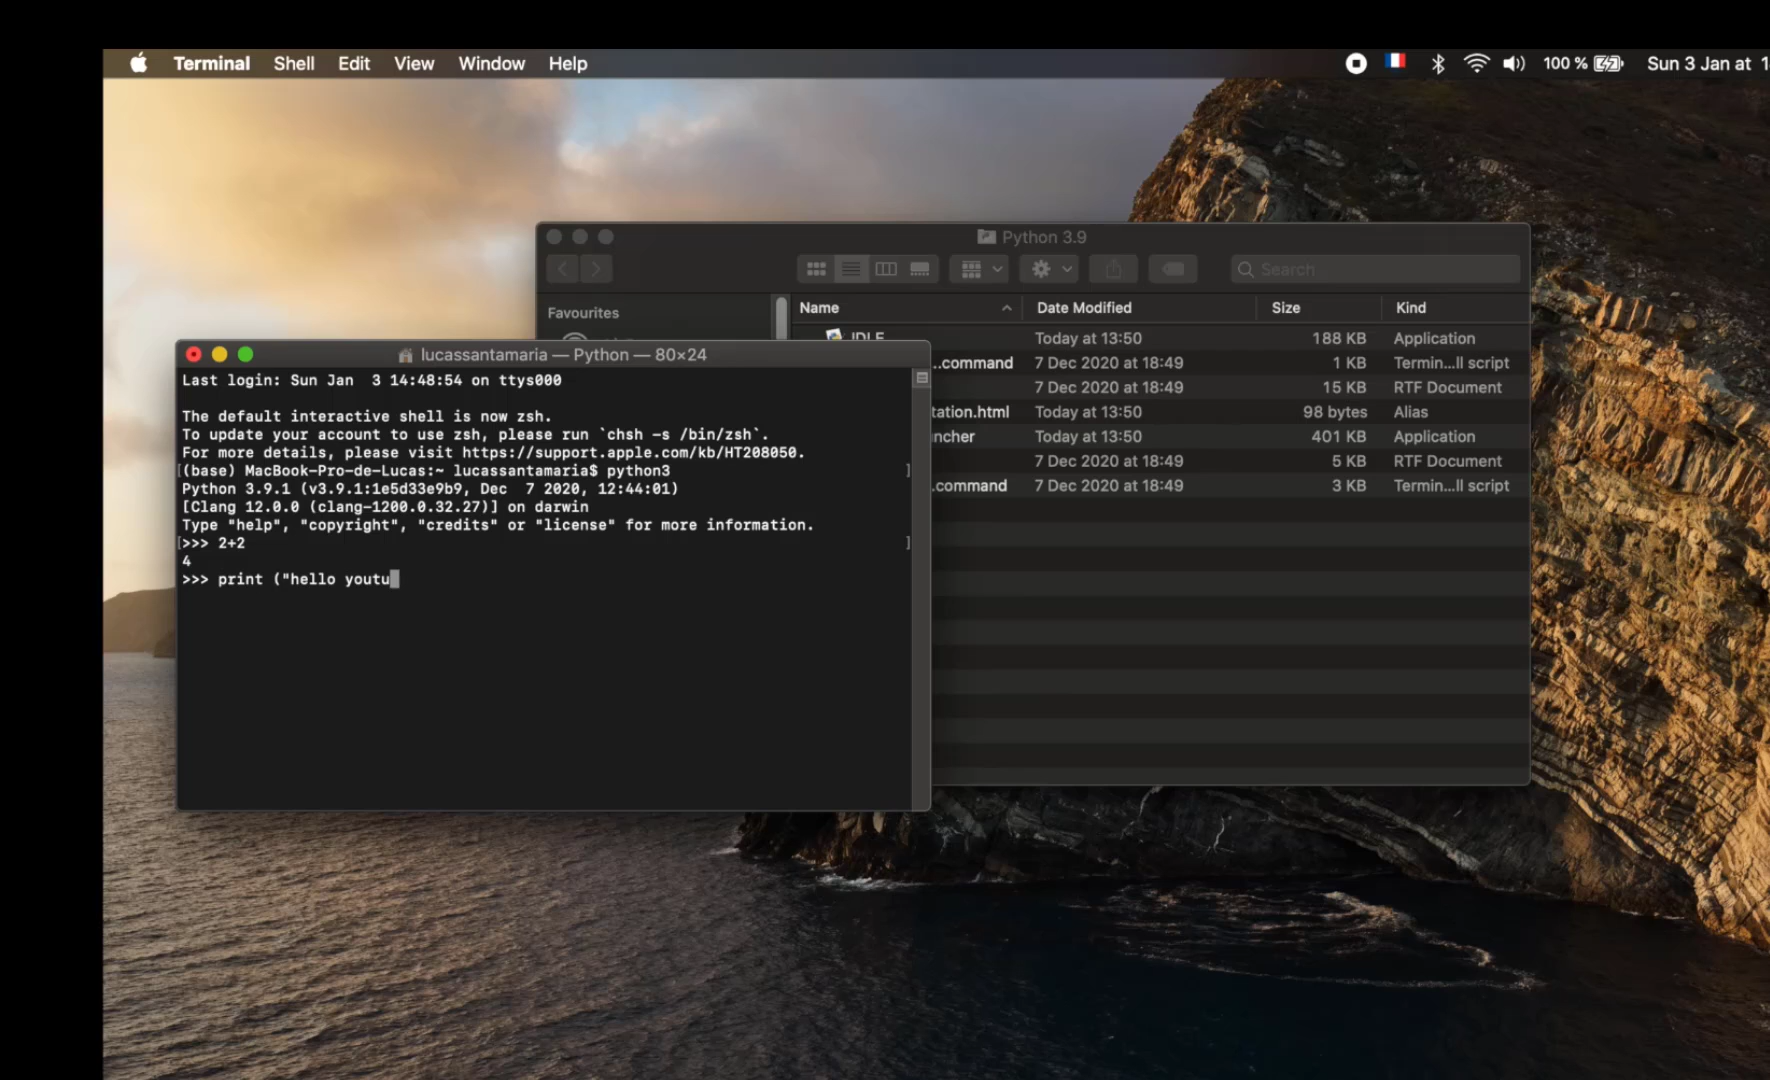 Terminal Shell Edit View Window Help 100 % Sun 3 Jan at
Python 3.9
Search
Favourites
Name Date Modified Size Kind
IDLE Today at 13:50 188 KB Application
..command 7 Dec 2020 at 18:49 1 KB Termin...ll script
7 Dec 2020 at 18:49 15 KB RTF Document
tation.html Today at 13:50 98 bytes Alias
ncher Today at 13:50 401 KB Application
7 Dec 2020 at 18:49 5 KB RTF Document
.command 7 Dec 2020 at 18:49 3 KB Termin...ll script
lucassantamaria — Python — 80×24
Last login: Sun Jan  3 14:48:54 on ttys000
The default interactive shell is now zsh.
To update your account to use zsh, please run `chsh -s /bin/zsh`.
For more details, please visit https://support.apple.com/kb/HT208050.
[(base) MacBook-Pro-de-Lucas:~ lucassantamaria$ python3 ]
Python 3.9.1 (v3.9.1:1e5d33e9b9, Dec  7 2020, 12:44:01)
[Clang 12.0.0 (clang-1200.0.32.27)] on darwin
Type "help", "copyright", "credits" or "license" for more information.
[>>> 2+2 ]
4
>>> print ("hello youtu